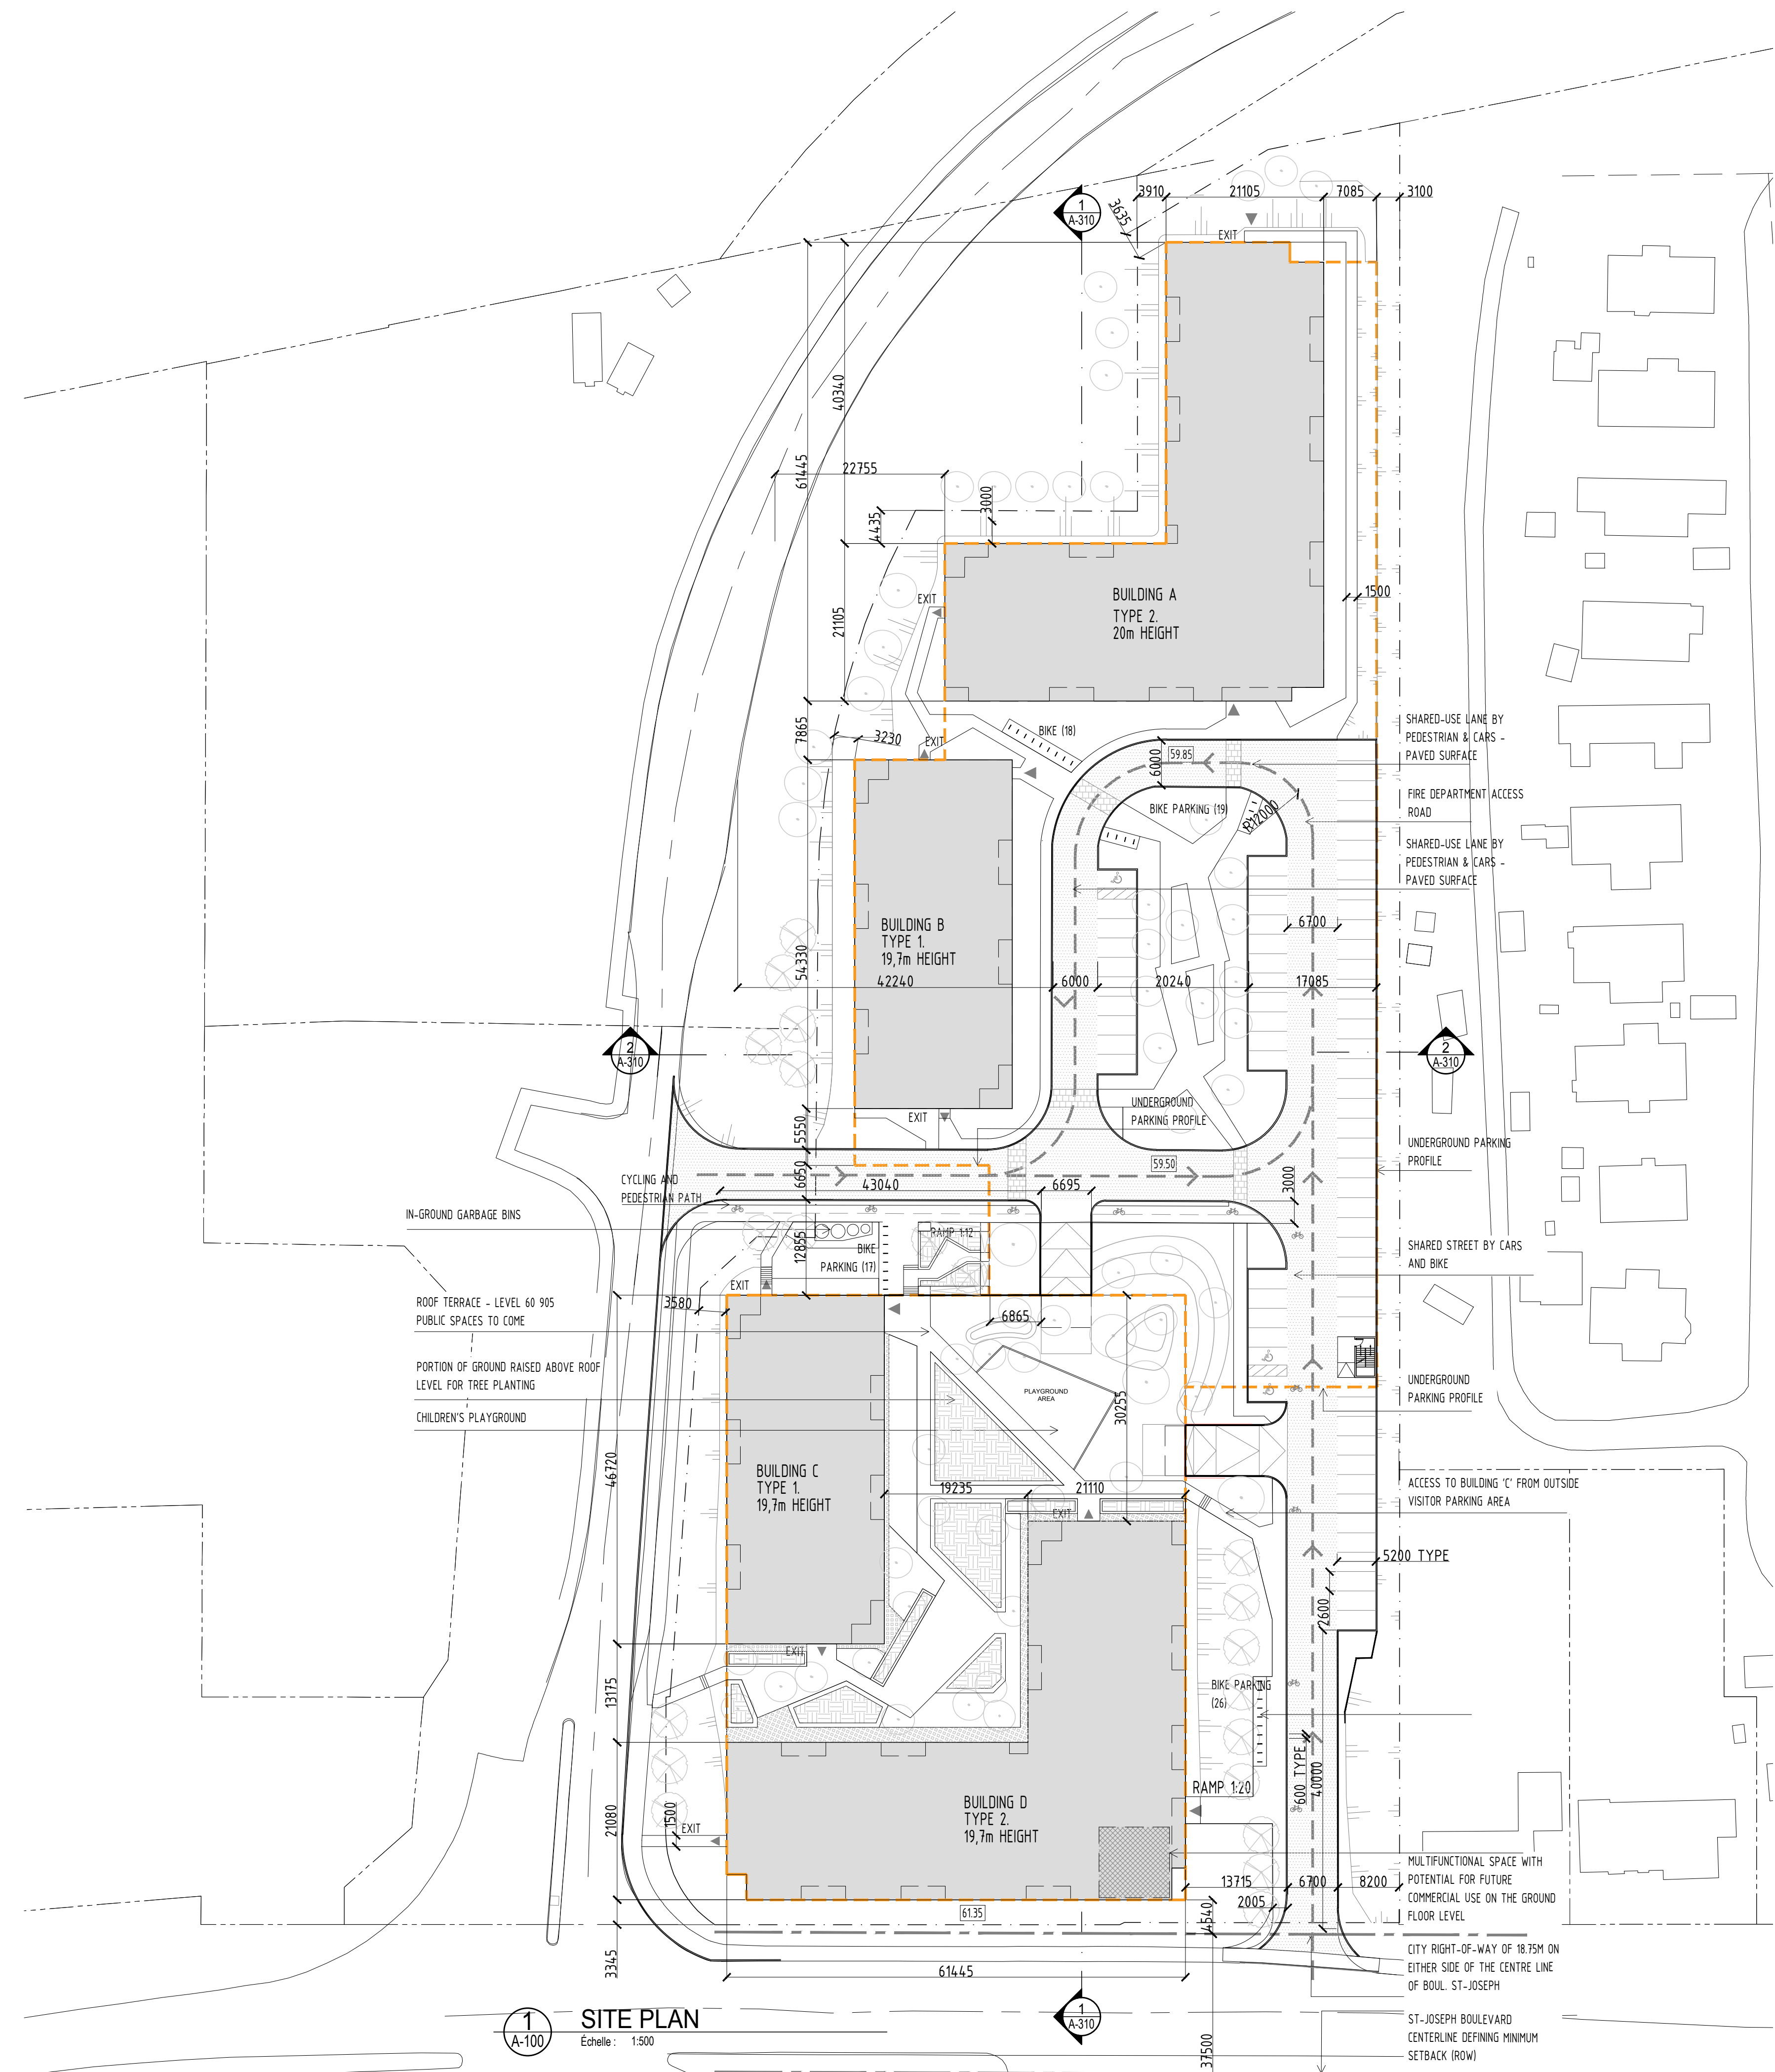 3910
21105
7085
3100
3635
1
A-310
EXIT
40340
61445
22755
3000
4435
BUILDING A
TYPE 2.
20m HEIGHT
1500
EXIT
21105
7865
3230
EXIT
BIKE (18)
6000
59.85
BIKE PARKING (19)
R12000
SHARED-USE LANE BY
PEDESTRIAN & CARS -
PAVED SURFACE
FIRE DEPARTMENT ACCESS
ROAD
SHARED-USE LANE BY
PEDESTRIAN & CARS -
PAVED SURFACE
6700
BUILDING B
TYPE 1.
19,7m HEIGHT
54330
42240
6000
20240
17085
2
A-310
2
A-310
EXIT
UNDERGROUND
PARKING PROFILE
5550
6650
59.50
UNDERGROUND PARKING
PROFILE
CYCLING AND
PEDESTRIAN PATH
43040
6695
3000
IN-GROUND GARBAGE BINS
12855
BIKE
PARKING (17)
RAMP 1:12
SHARED STREET BY CARS
AND BIKE
EXIT
3580
6865
ROOF TERRACE - LEVEL 60 905
PUBLIC SPACES TO COME
PORTION OF GROUND RAISED ABOVE ROOF
LEVEL FOR TREE PLANTING
CHILDREN'S PLAYGROUND
PLAYGROUND
AREA
30255
UNDERGROUND
PARKING PROFILE
46720
BUILDING C
TYPE 1.
19,7m HEIGHT
19235
21110
EXIT
ACCESS TO BUILDING 'C' FROM OUTSIDE
VISITOR PARKING AREA
5200 TYPE
2600
EXIT
13175
BIKE PARKING
(26)
600 TYPE
40000
RAMP 1:20
21080
1500
EXIT
BUILDING D
TYPE 2.
19,7m HEIGHT
MULTIFUNCTIONAL SPACE WITH
POTENTIAL FOR FUTURE
COMMERCIAL USE ON THE GROUND
FLOOR LEVEL
13715
6700
8200
2005
61.35
4540
3345
61445
CITY RIGHT-OF-WAY OF 18.75M ON
EITHER SIDE OF THE CENTRE LINE
OF BOUL. ST-JOSEPH
1
A-310
37500
ST-JOSEPH BOULEVARD
CENTERLINE DEFINING MINIMUM
SETBACK (ROW)
1
A-100
SITE PLAN
Échelle : 1:500